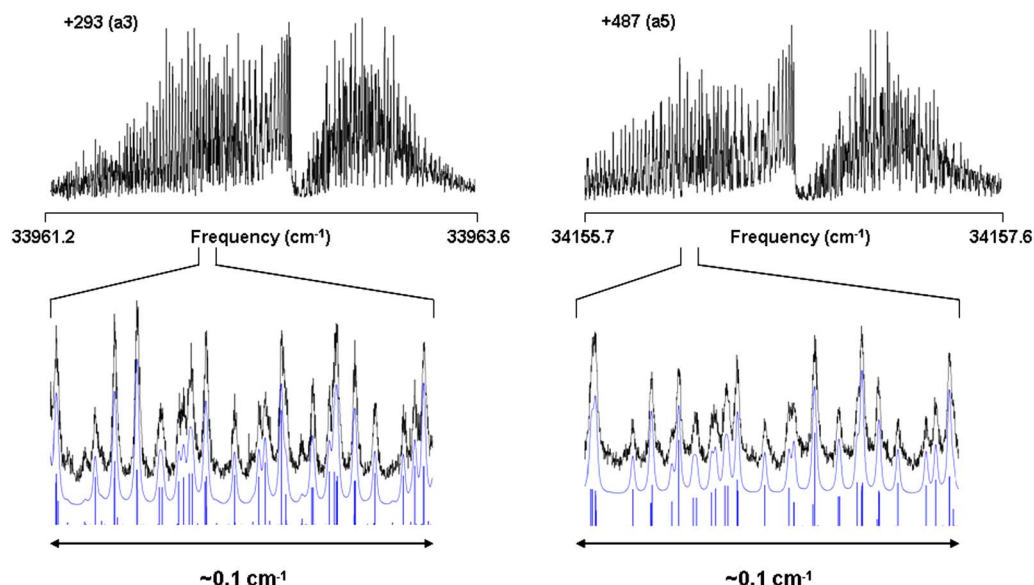 +293 (a3)
+487 (a5)
33961.2 Frequency (cm-1) 33963.6
34155.7 Frequency (cm-1) 34157.6
~0.1 cm-1
~0.1 cm-1